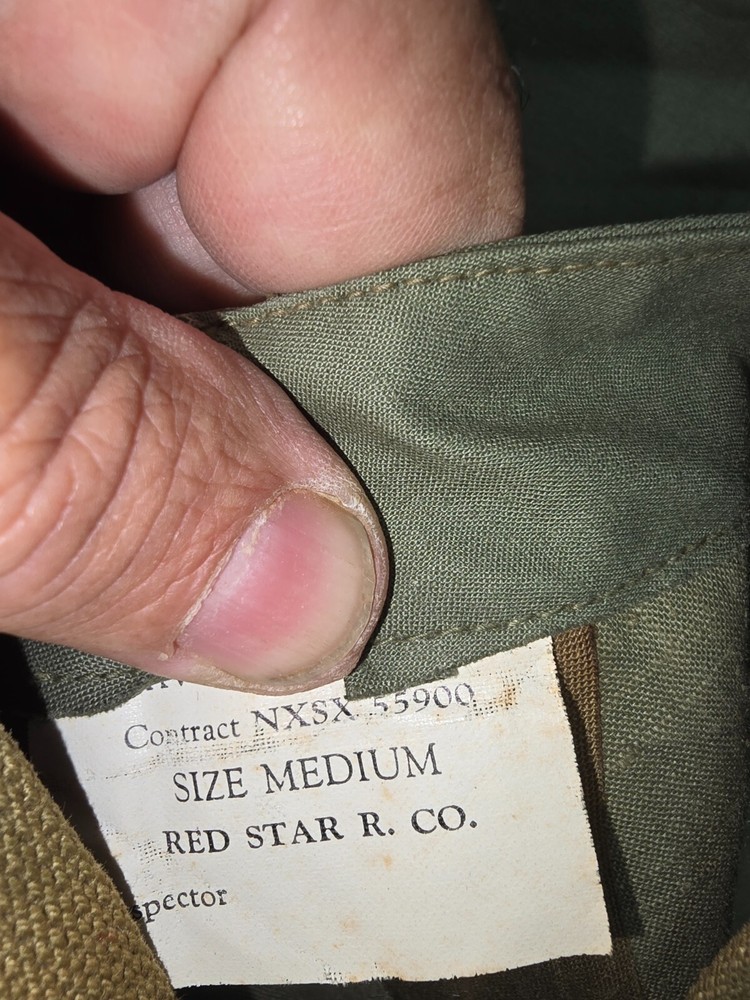 Contract NXSX 55900
SIZE MEDIUM
RED STAR R. CO.
spector